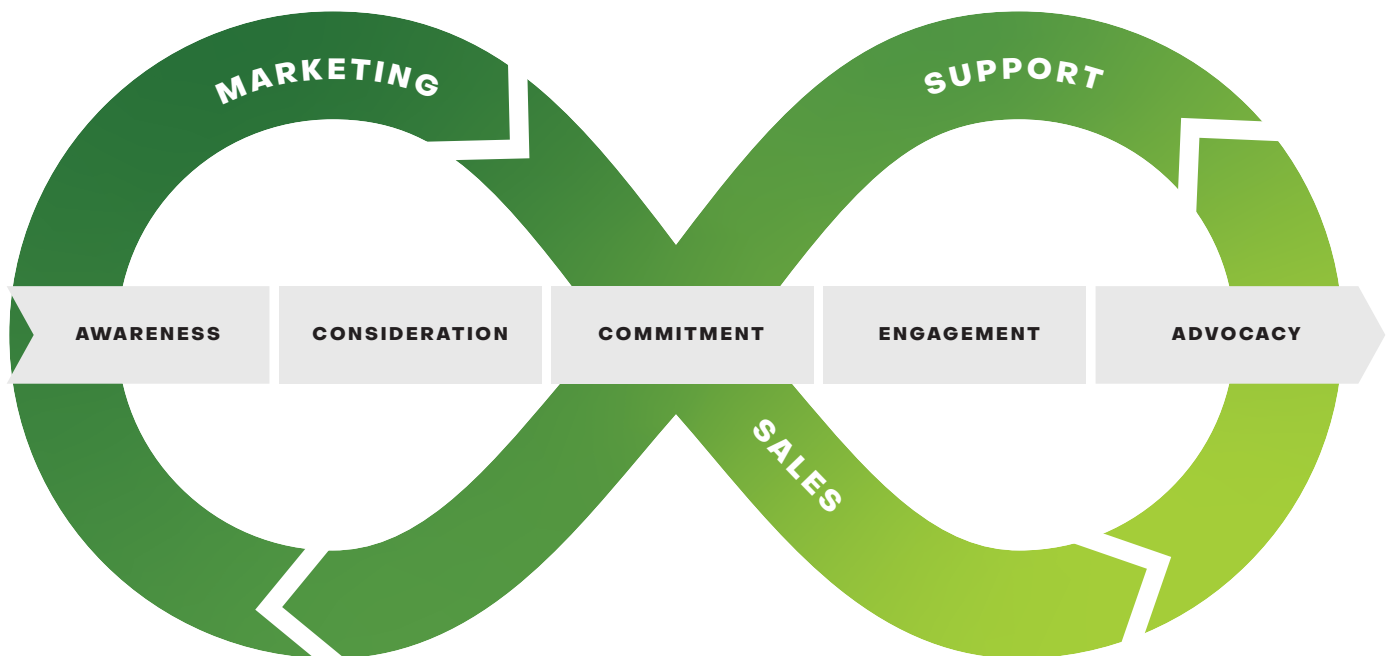 MARKETING
SUPPORT
AWARENESS
CONSIDERATION
COMMITMENT
ENGAGEMENT
ADVOCACY
SALES